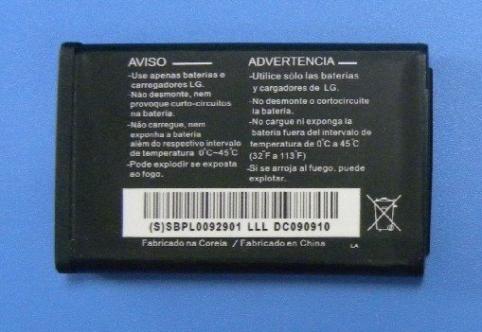 AVISO
-Use apenas baterias e
carregadores LG.
-Não desmonte, nem
provoque curto-circuitos
na bateria.
-Não carregue, nem
exponha a bateria
além do respectivo intervalo
de temperatura 0°C~45°C
-Pode explodir se exposta
ao fogo.
ADVERTENCIA
-Utilice sólo las baterias
y cargadores de LG.
-No desmonte o cortocircuite
la bateria.
-No cargue ni exponga la
bateria fuera del intervalo de
temperatura de 0°C a 45°C
(32°F a 113°F)
-Si se arroja al fuego, puede
explotar.
(S)SBPL0092901 LLL DC090910
Fabricado na Coreia / Fabricado en China
LA